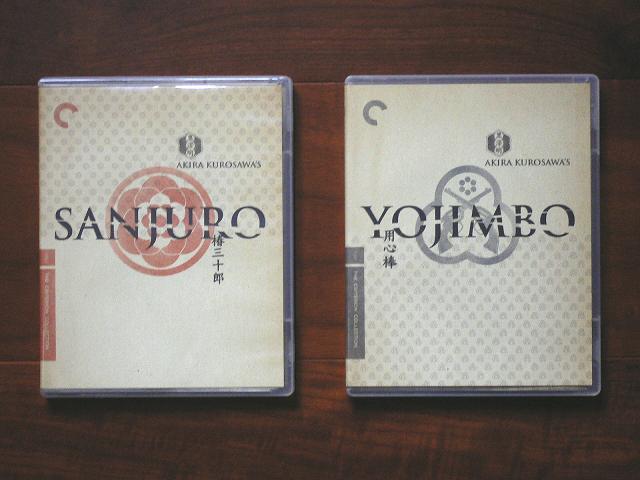 AKIRA KUROSAWA'S
SANJURO
椿三十郎
THE CRITERION COLLECTION
AKIRA KUROSAWA'S
YOJIMBO
用心棒
THE CRITERION COLLECTION